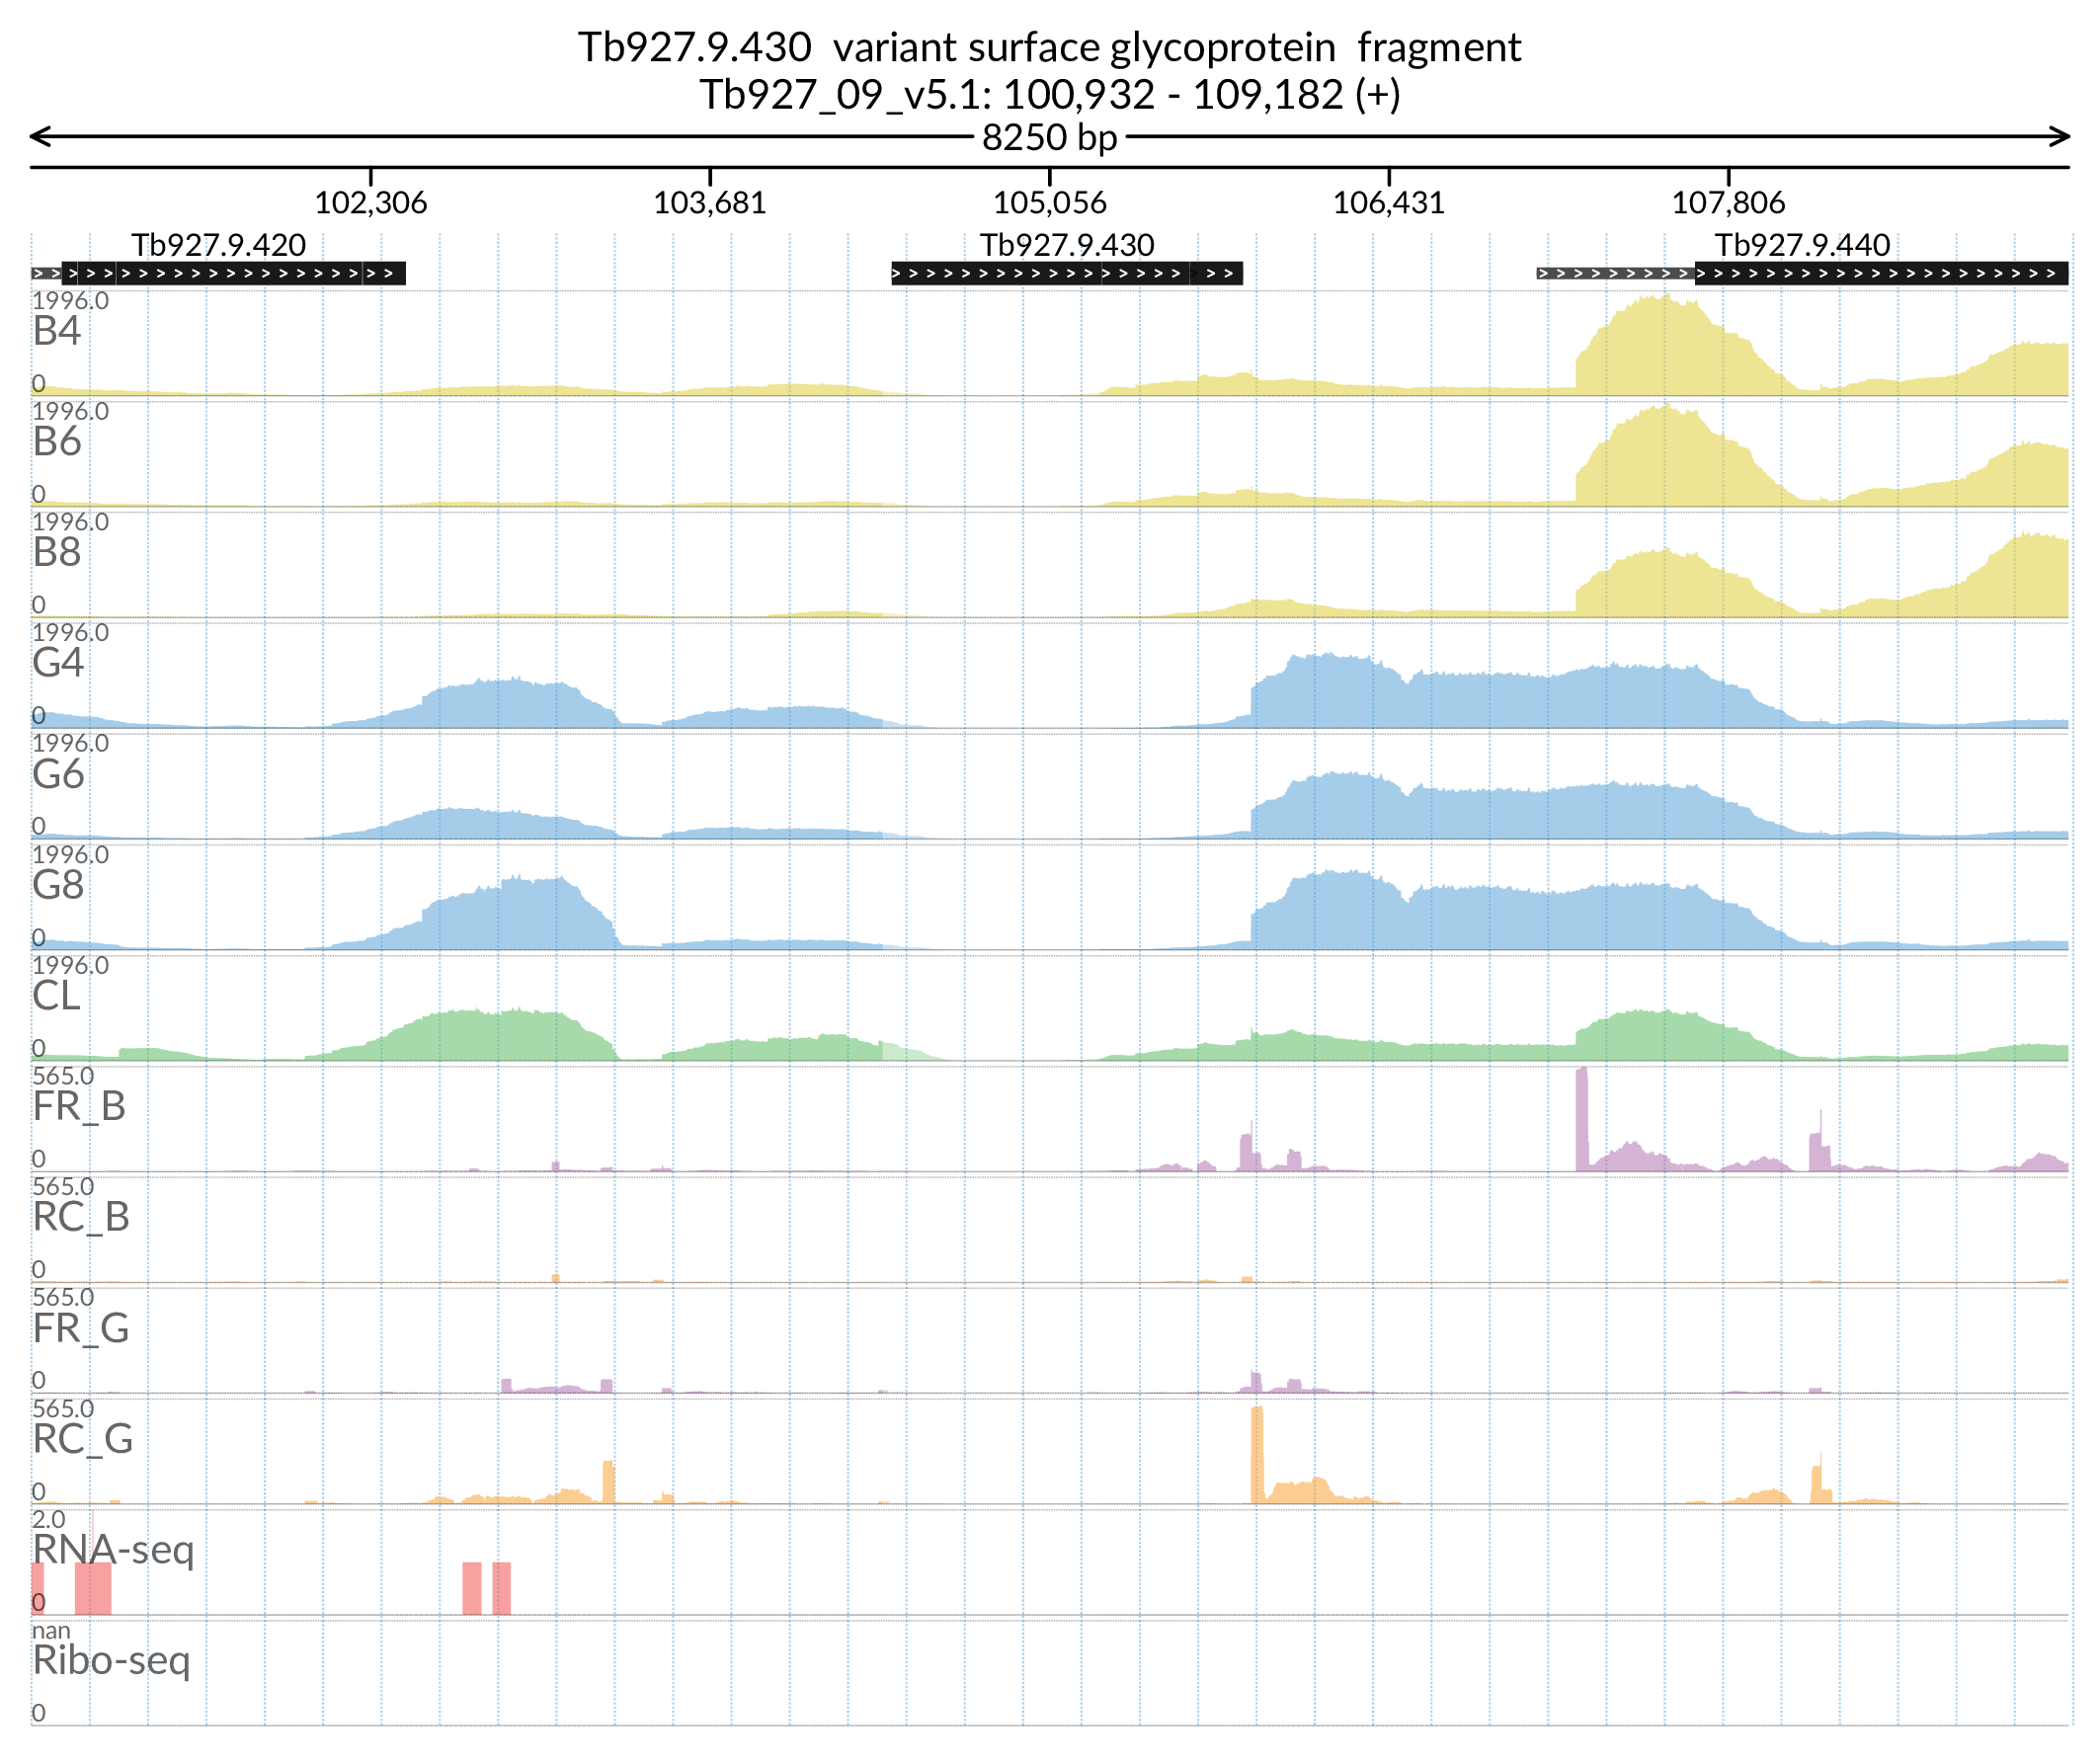 Tb927.9.430 variant surface glycoprotein fragment
Tb927_09_v5.1: 100,932 - 109,182 (+)
8250 bp
102,306 103,681 105,056 106,431 107,806
Tb927.9.420 Tb927.9.430 Tb927.9.440
1996.0
B4
0
1996.0
B6
0
1996.0
B8
0
1996.0
G4
0
1996.0
G6
0
1996.0
G8
0
1996.0
CL
0
565.0
FR_B
0
565.0
RC_B
0
565.0
FR_G
0
565.0
RC_G
0
2.0
RNA-seq
0
nan
Ribo-seq
0